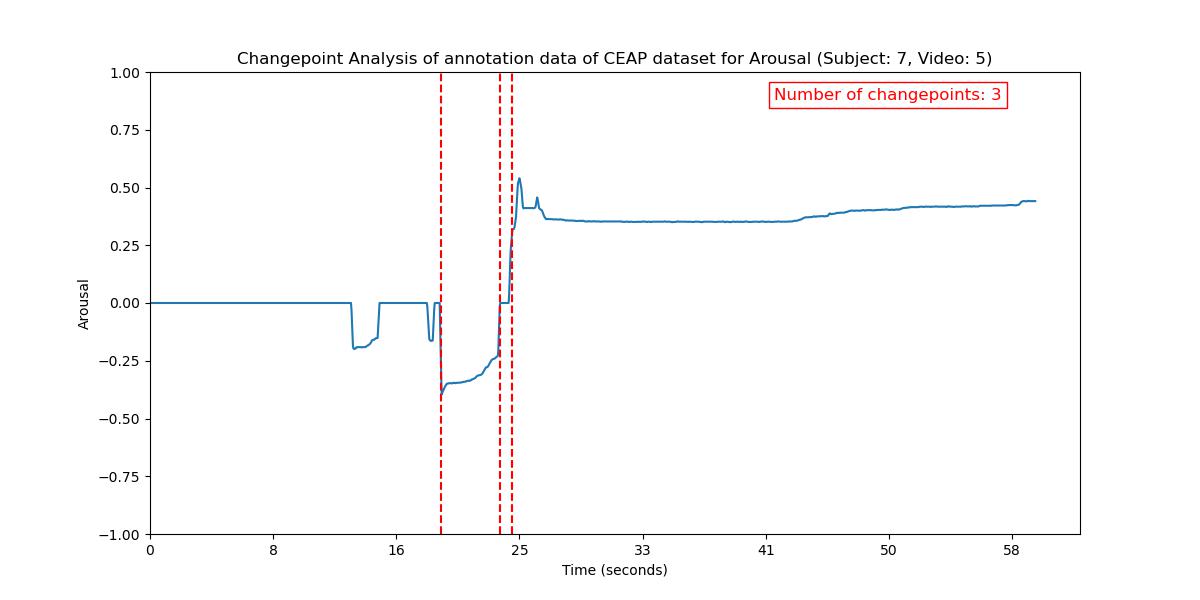 Changepoint Analysis of annotation data of CEAP dataset for Arousal (Subject: 7, Video: 5)
Number of changepoints: 3
1.00
0.75
0.50
0.25
0.00
−0.25
−0.50
−0.75
−1.00
Arousal
0 8 16 25 33 41 50 58
Time (seconds)